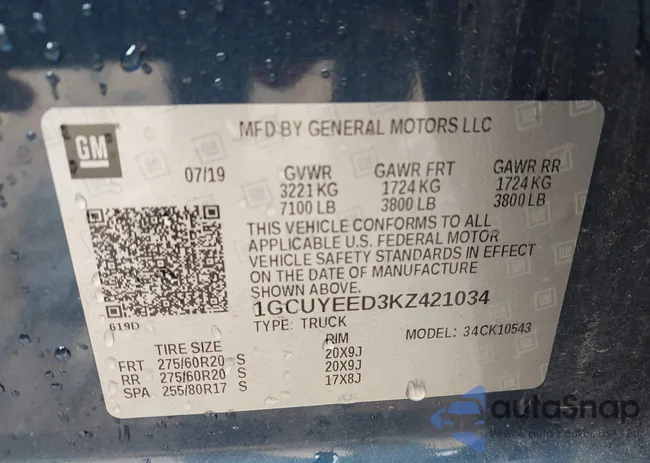 GM
MFD BY GENERAL MOTORS LLC
07/19 GVWR GAWR FRT GAWR RR
3221 KG 1724 KG 1724 KG
7100 LB 3800 LB 3800 LB
THIS VEHICLE CONFORMS TO ALL
APPLICABLE U.S. FEDERAL MOTOR
VEHICLE SAFETY STANDARDS IN EFFECT
ON THE DATE OF MANUFACTURE
SHOWN ABOVE.
1GCUYEED3KZ421034
619D
TYPE: TRUCK MODEL: 34CK10543
TIRE SIZE RIM
FRT 275/60R20 S 20X9J
RR 275/60R20 S 20X9J
SPA 255/80R17 S 17X8J
autoSnap